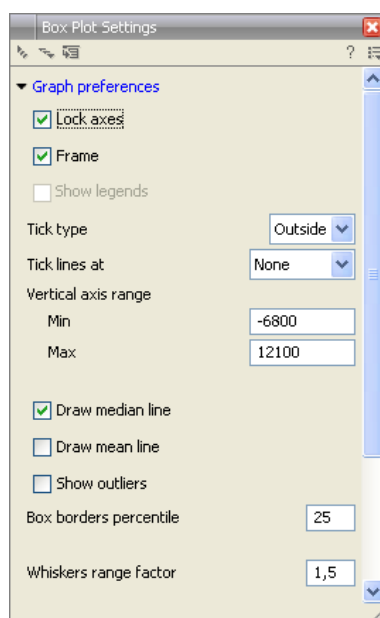 Box Plot Settings
?
Graph preferences
Lock axes
Frame
Show legends
Tick type Outside
Tick lines at None
Vertical axis range
Min -6800
Max 12100
Draw median line
Draw mean line
Show outliers
Box borders percentile 25
Whiskers range factor 1,5